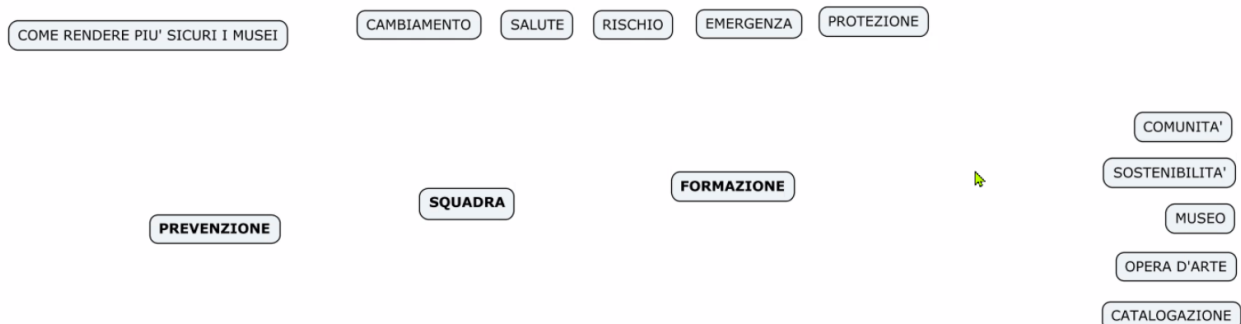 COME RENDERE PIU' SICURI I MUSEI
CAMBIAMENTO
SALUTE
RISCHIO
EMERGENZA
PROTEZIONE
COMUNITA'
SOSTENIBILITA'
MUSEO
OPERA D'ARTE
CATALOGAZIONE
PREVENZIONE
SQUADRA
FORMAZIONE